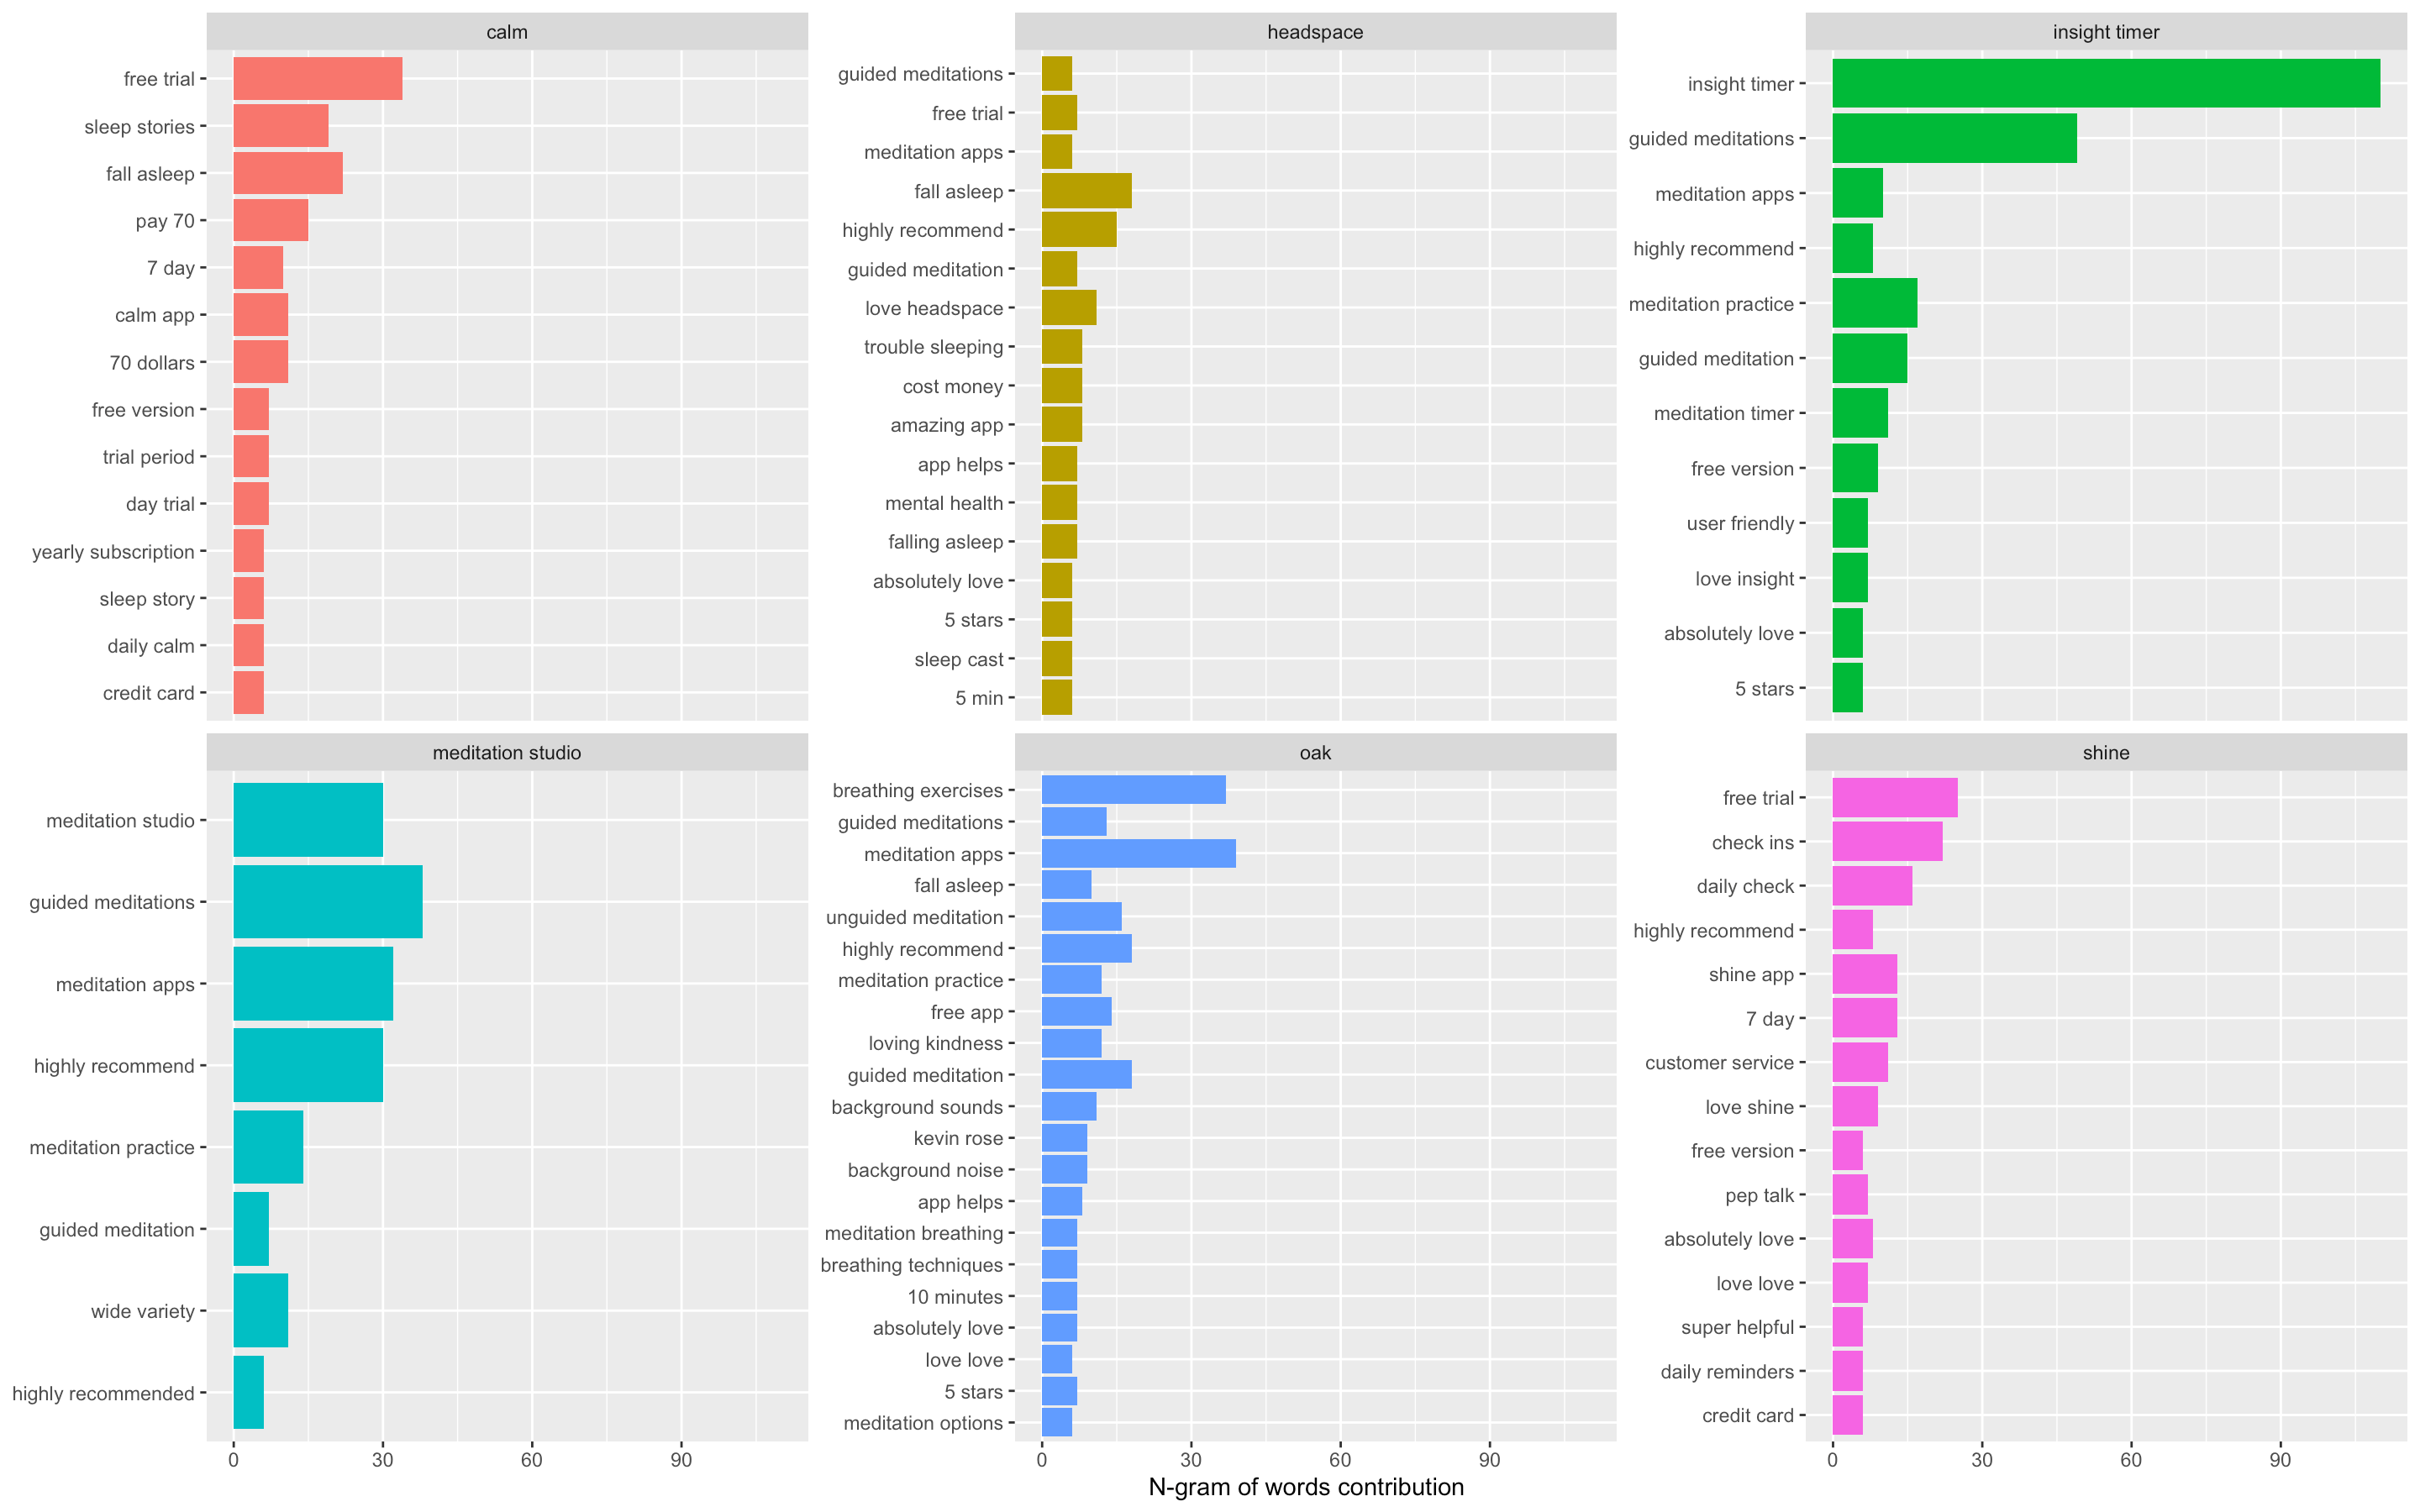 calm
free trial
sleep stories
fall asleep
pay 70
7 day
calm app
70 dollars
free version
trial period
day trial
yearly subscription
sleep story
daily calm
credit card
headspace
guided meditations
free trial
meditation apps
fall asleep
highly recommend
guided meditation
love headspace
trouble sleeping
cost money
amazing app
app helps
mental health
falling asleep
absolutely love
5 stars
sleep cast
5 min
insight timer
insight timer
guided meditations
meditation apps
highly recommend
meditation practice
guided meditation
meditation timer
free version
user friendly
love insight
absolutely love
5 stars
meditation studio
meditation studio
guided meditations
meditation apps
highly recommend
meditation practice
guided meditation
wide variety
highly recommended
0 30 60 90
oak
breathing exercises
guided meditations
meditation apps
fall asleep
unguided meditation
highly recommend
meditation practice
free app
loving kindness
guided meditation
background sounds
kevin rose
background noise
app helps
meditation breathing
breathing techniques
10 minutes
absolutely love
love love
5 stars
meditation options
0 30 60 90
shine
free trial
check ins
daily check
highly recommend
shine app
7 day
customer service
love shine
free version
pep talk
absolutely love
love love
super helpful
daily reminders
credit card
0 30 60 90
N-gram of words contribution